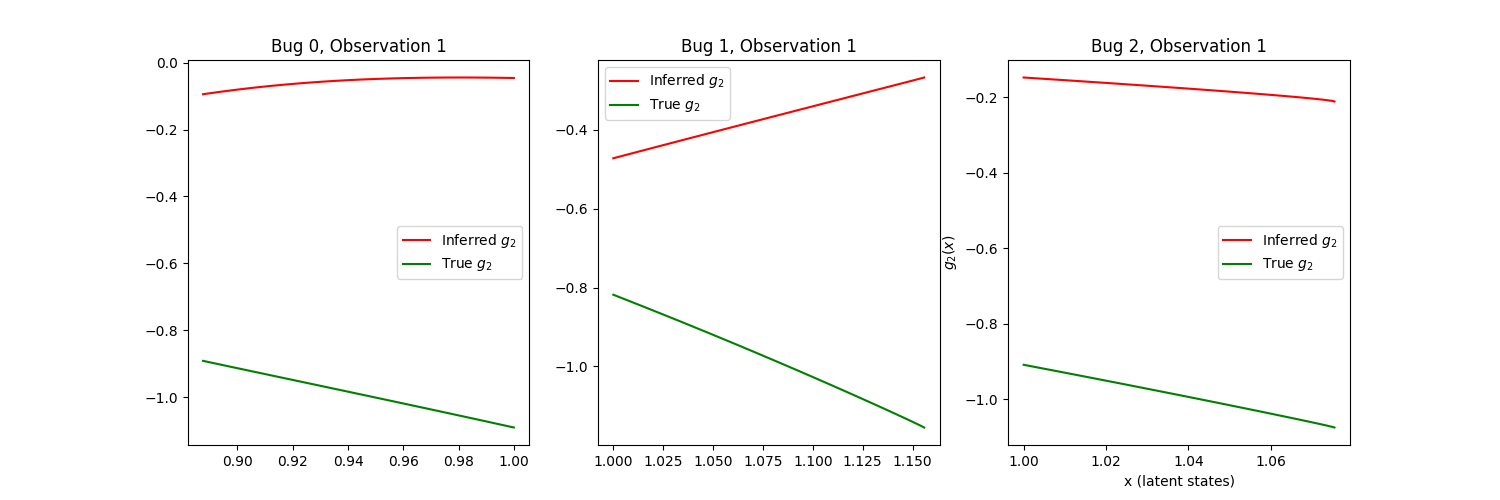 Bug 0, Observation 1
0.0
−0.2
−0.4
−0.6
−0.8
−1.0
Inferred g₂
True g₂
0.90 0.92 0.94 0.96 0.98 1.00
Bug 1, Observation 1
Inferred g₂
True g₂
−0.4
−0.6
−0.8
−1.0
1.000 1.025 1.050 1.075 1.100 1.125 1.150
Bug 2, Observation 1
g₂(x)
−0.2
−0.4
−0.6
−0.8
−1.0
Inferred g₂
True g₂
1.00 1.02 1.04 1.06
x (latent states)